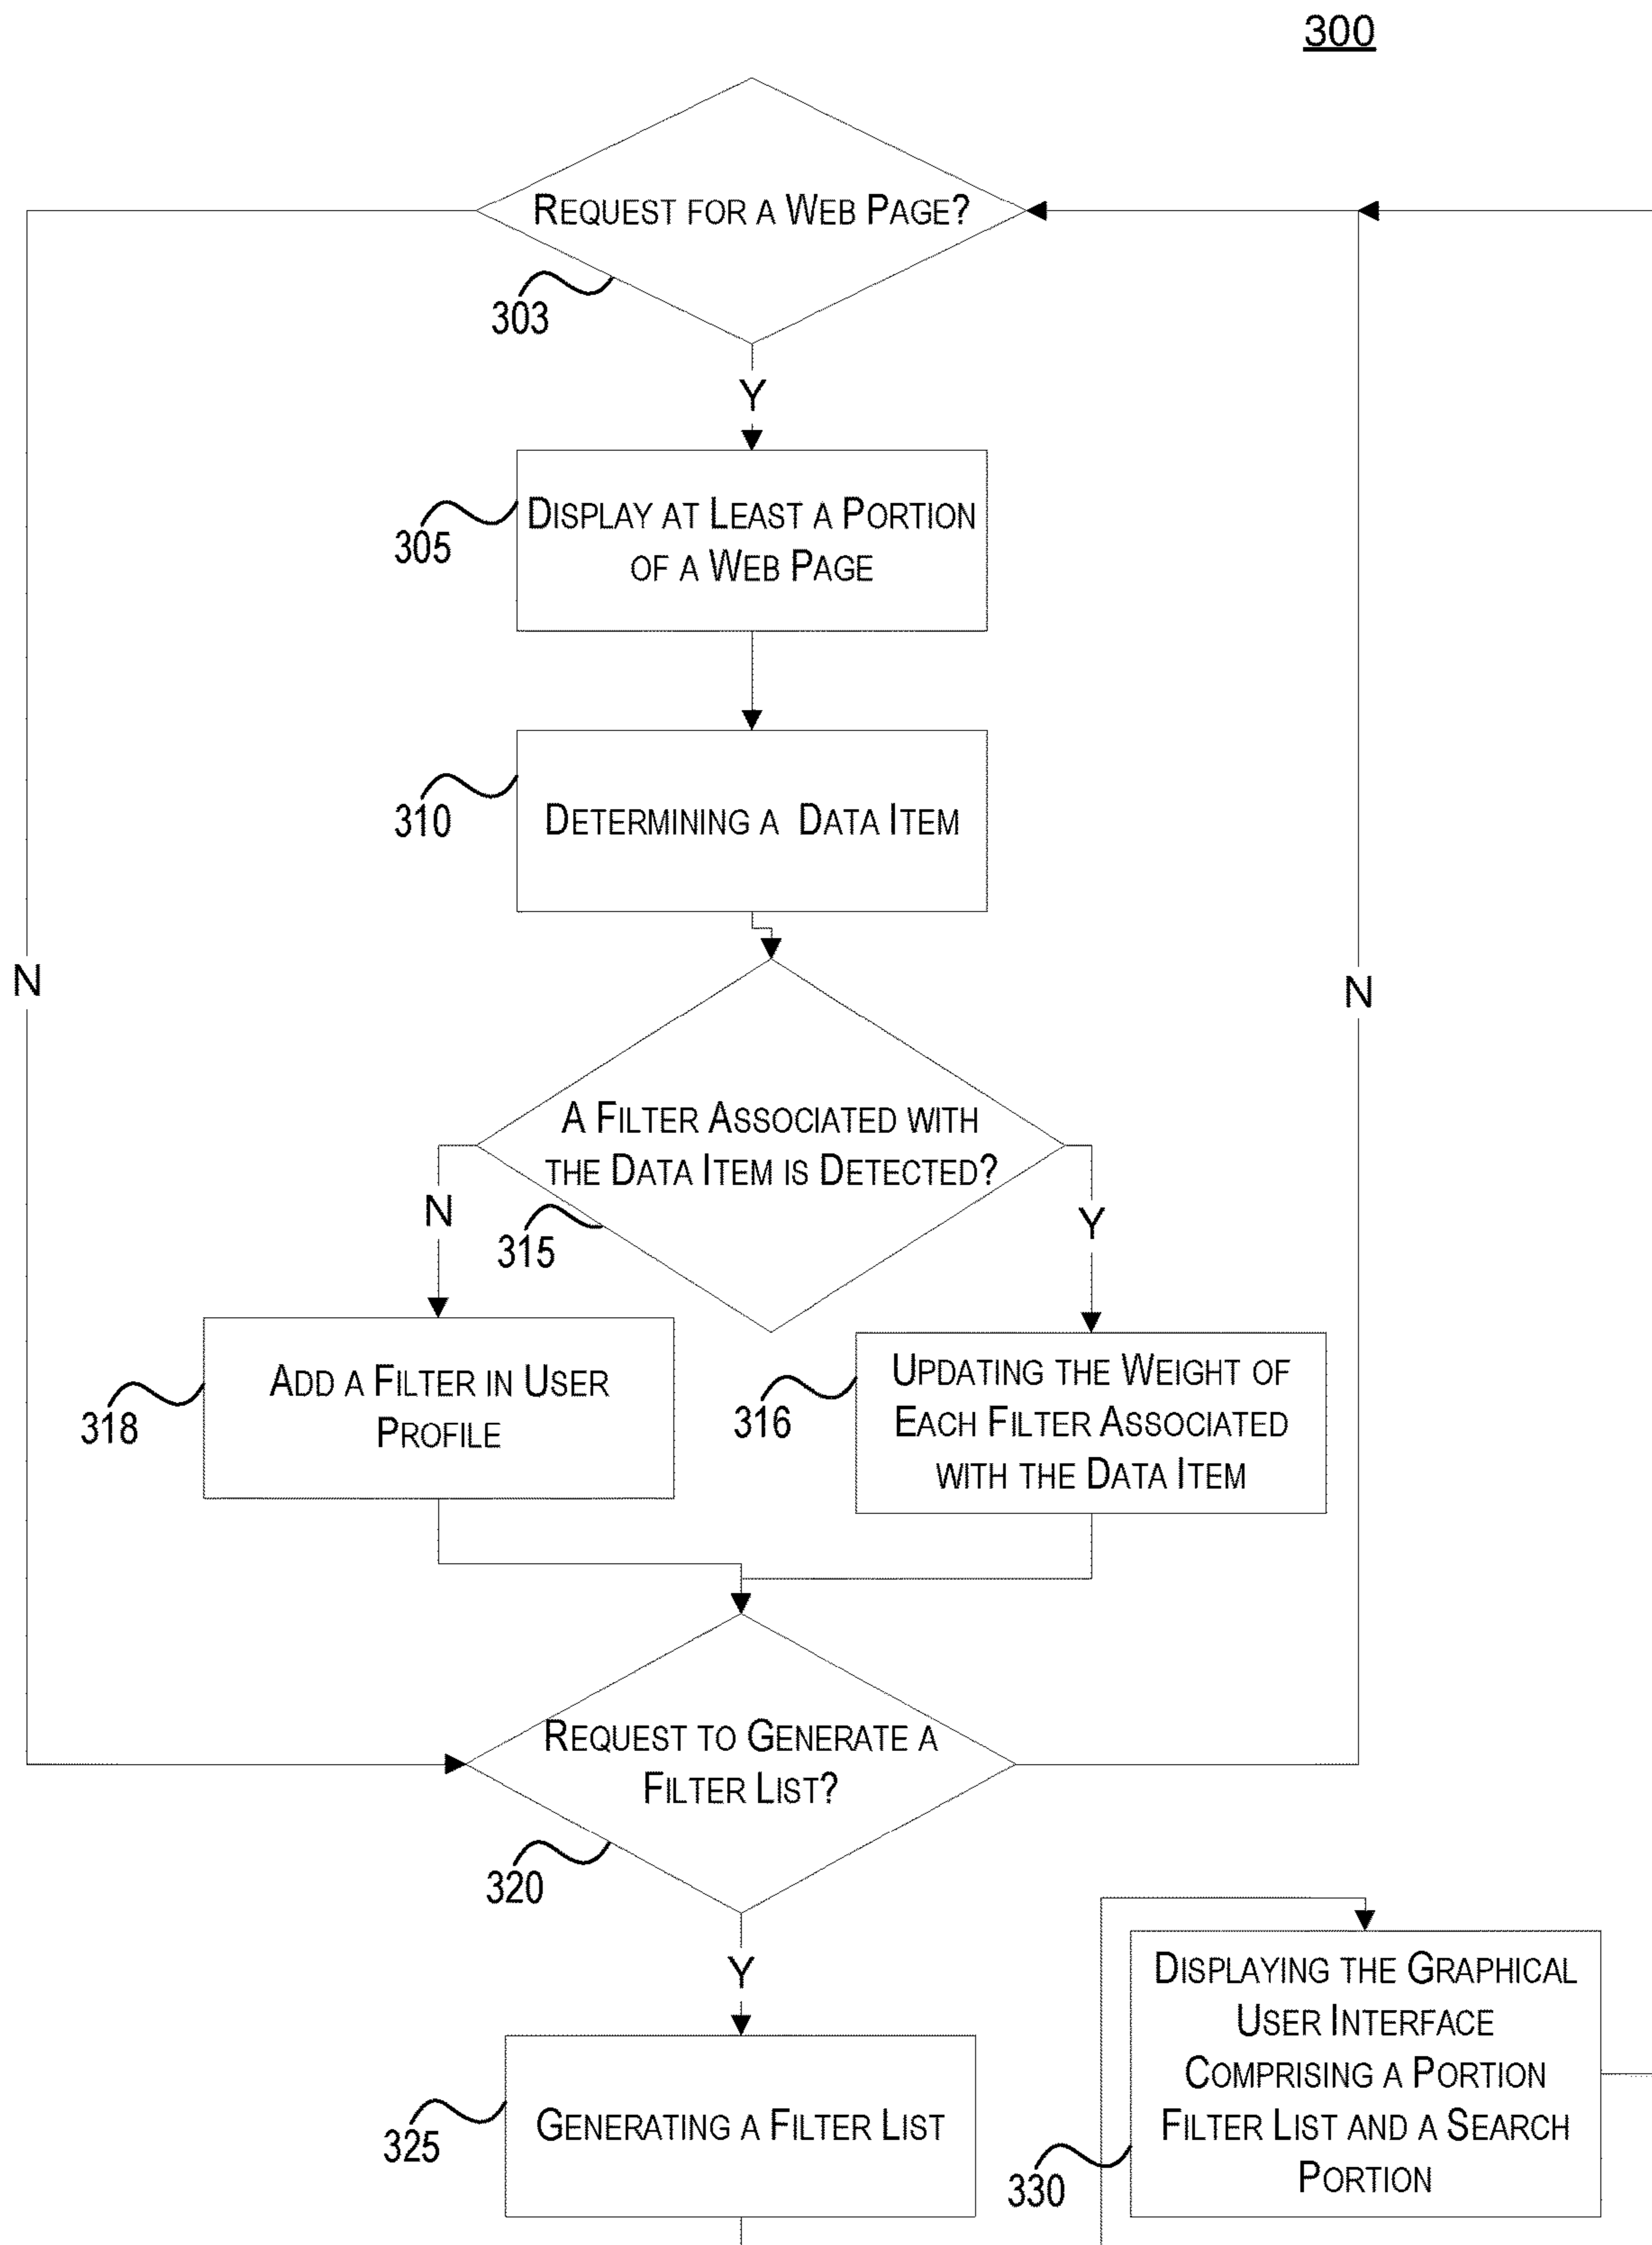 300
REQUEST FOR A WEB PAGE?
303
Y
DISPLAY AT LEAST A PORTION
OF A WEB PAGE
305
DETERMINING A DATA ITEM
310
N
N
A FILTER ASSOCIATED WITH
THE DATA ITEM IS DETECTED?
315
N
Y
ADD A FILTER IN USER
PROFILE
318
UPDATING THE WEIGHT OF
EACH FILTER ASSOCIATED
WITH THE DATA ITEM
316
REQUEST TO GENERATE A
FILTER LIST?
320
Y
GENERATING A FILTER LIST
325
DISPLAYING THE GRAPHICAL
USER INTERFACE
COMPRISING A PORTION
FILTER LIST AND A SEARCH
PORTION
330